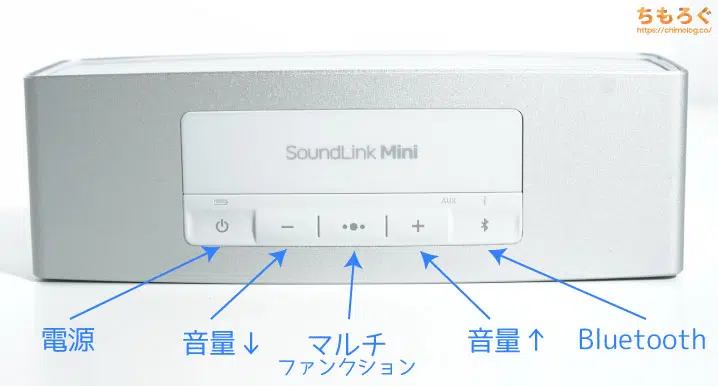 ちもろぐ
https://chimolog.co/
SoundLink Mini
AUX
電源
音量↓
マルチ
ファンクション
音量↑
Bluetooth